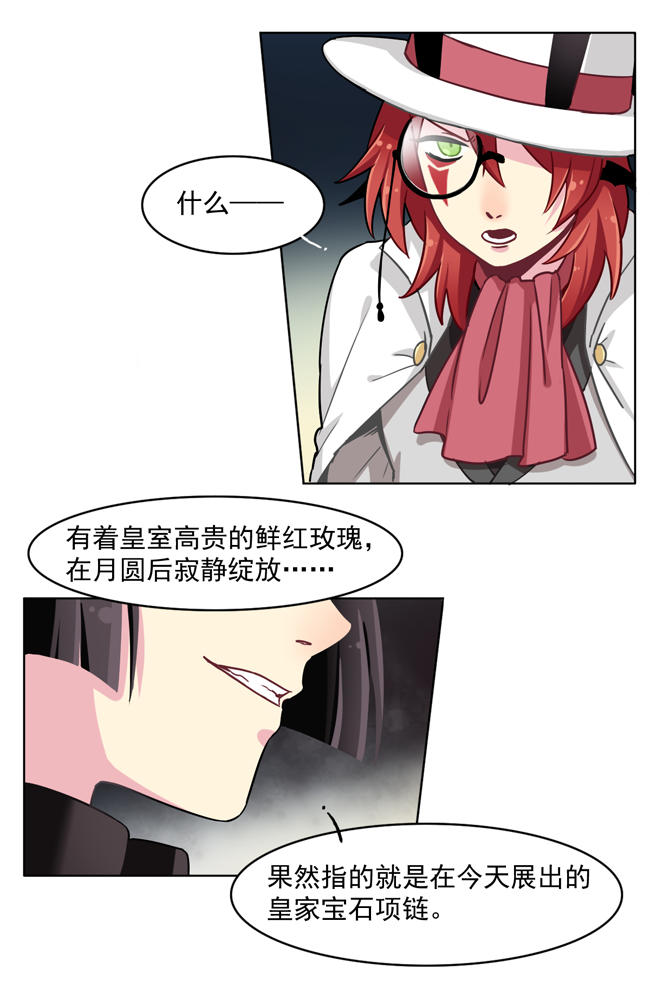 什么——
有着皇室高贵的鲜红玫瑰，
在月圆后寂静绽放……
果然指的就是在今天展出的
皇家宝石项链。